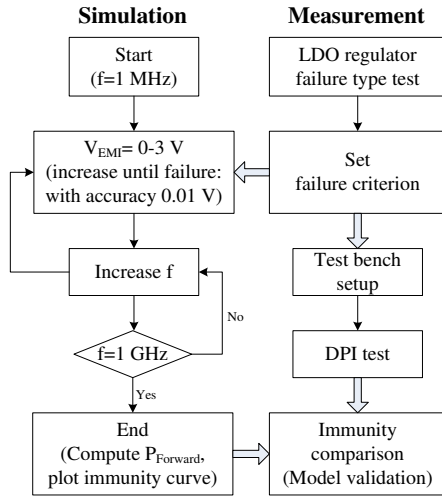 Simulation
Measurement
Start
(f=1 MHz)
LDO regulator
failure type test
V_EMI= 0-3 V
(increase until failure:
with accuracy 0.01 V)
Set
failure criterion
Increase f
Test bench
setup
No
f=1 GHz
DPI test
Yes
End
(Compute P_Forward,
plot immunity curve)
Immunity
comparison
(Model validation)